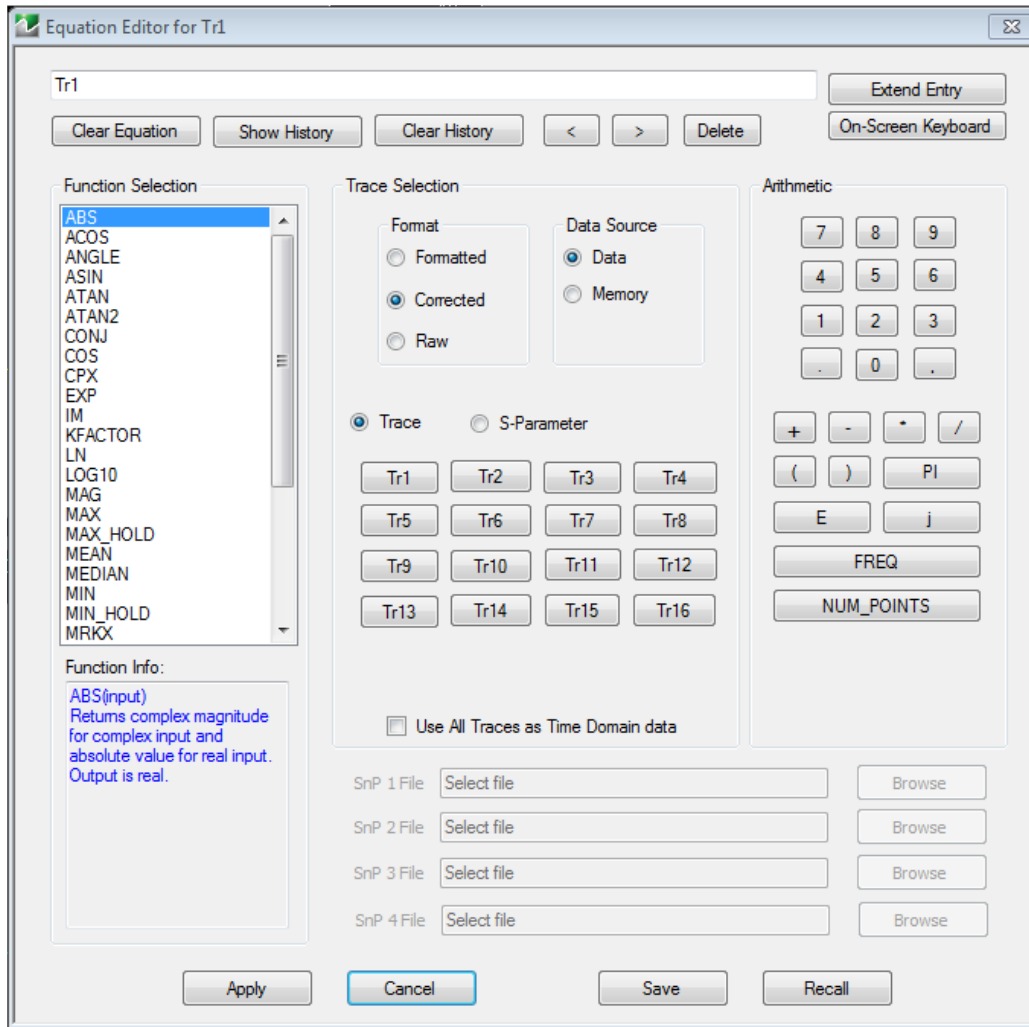 Equation Editor for Tr1
Tr1
Extend Entry
Clear Equation
Show History
Clear History
<
>
Delete
On-Screen Keyboard
Function Selection
ABS
ACOS
ANGLE
ASIN
ATAN
ATAN2
CONJ
COS
CPX
EXP
IM
KFACTOR
LN
LOG10
MAG
MAX
MAX_HOLD
MEAN
MEDIAN
MIN
MIN_HOLD
MRKX
Function Info:
ABS(input)
Returns complex magnitude
for complex input and
absolute value for real input.
Output is real.
Trace Selection
Format
Formatted
Corrected
Raw
Data Source
Data
Memory
Trace
S-Parameter
Tr1 Tr2 Tr3 Tr4
Tr5 Tr6 Tr7 Tr8
Tr9 Tr10 Tr11 Tr12
Tr13 Tr14 Tr15 Tr16
Use All Traces as Time Domain data
Arithmetic
7 8 9
4 5 6
1 2 3
. 0 ,
+ - * /
( ) PI
E j
FREQ
NUM_POINTS
SnP 1 File Select file Browse
SnP 2 File Select file Browse
SnP 3 File Select file Browse
SnP 4 File Select file Browse
Apply Cancel Save Recall